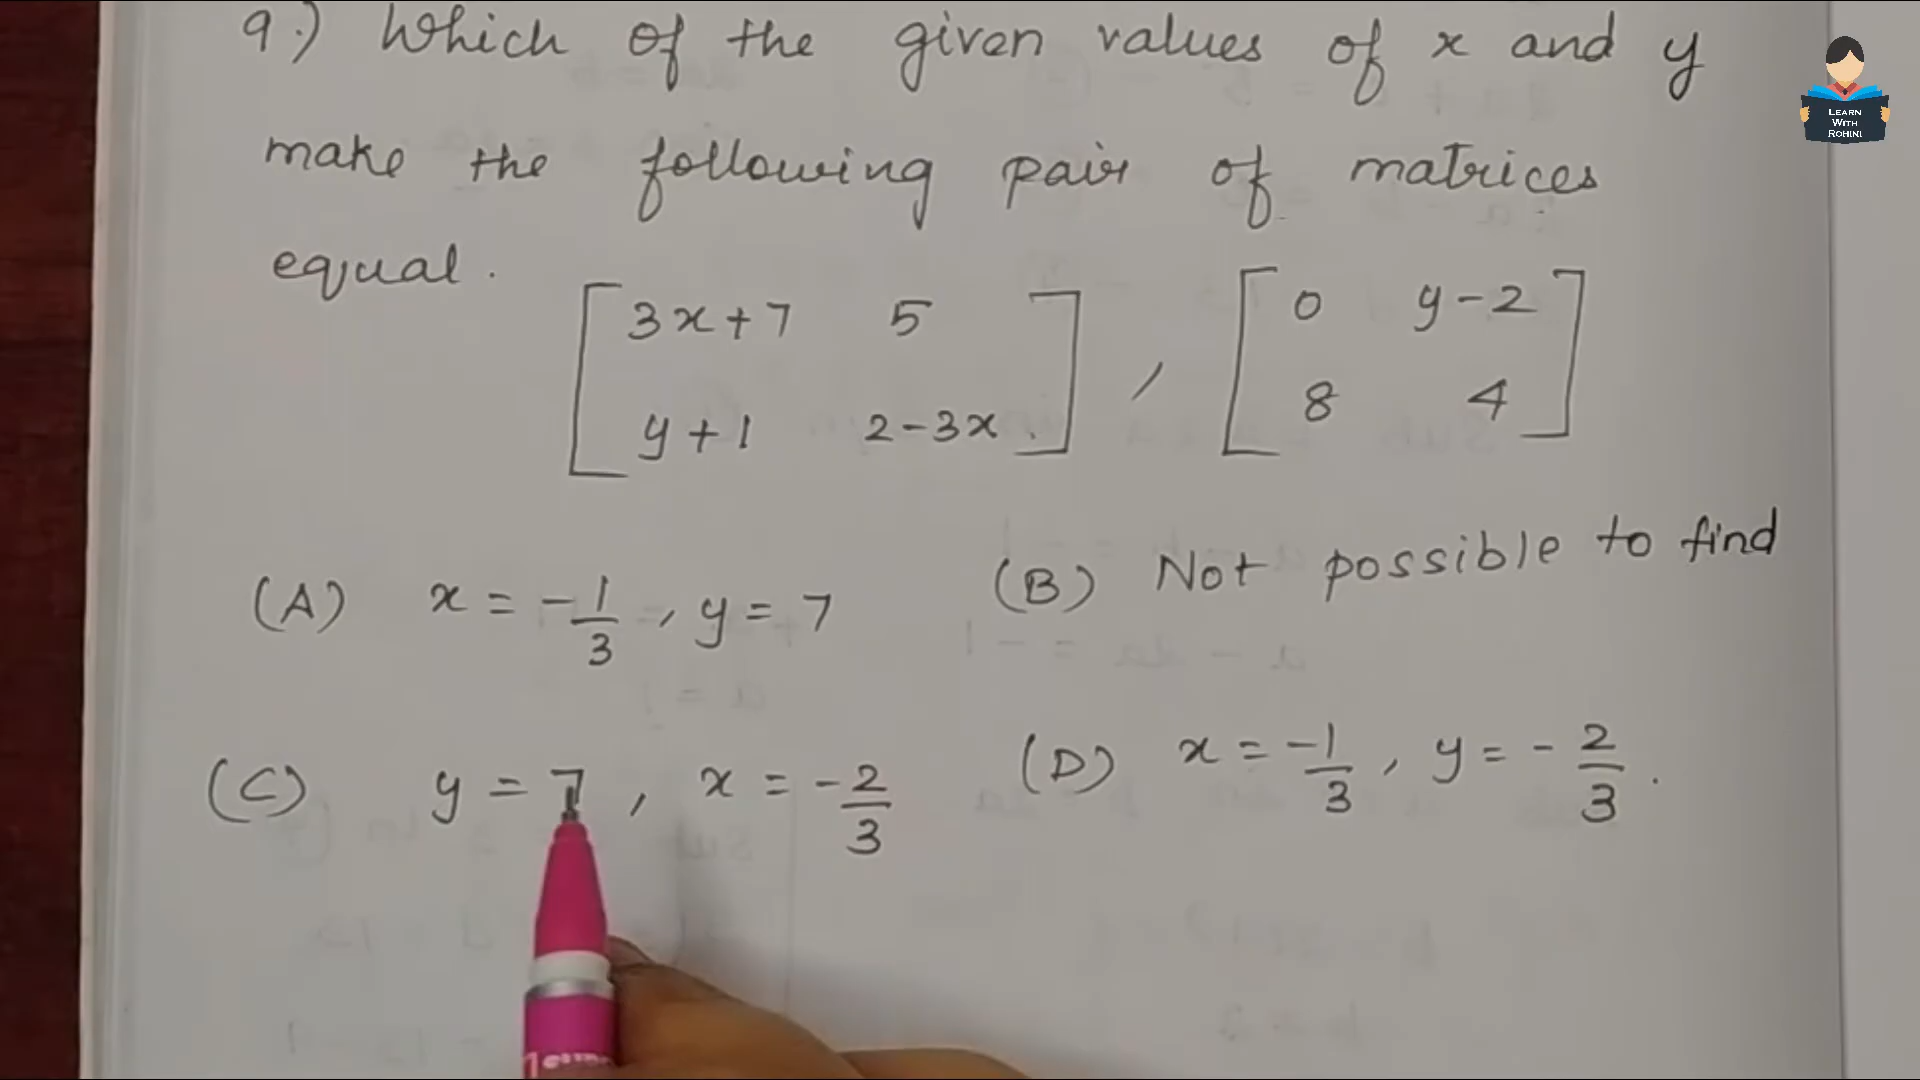 9.) Which of the given values of x and y
make the following pair of matrices
equal.
[3x+7 5] , [0 y-2]
[y+1 2-3x] [8 4]
(A) x = -1/3, y = 7 (B) Not possible to find
(C) y = 7, x = -2/3 (D) x = -1/3, y = -2/3.
LEARN
WITH
ROHINI